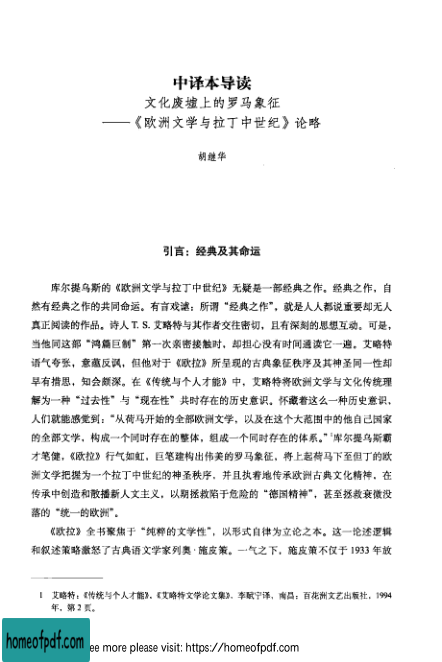 中译本导读
文化废墟上的罗马象征
——《欧洲文学与拉丁中世纪》论略
胡继华
引言：经典及其命运
库尔提乌斯的《欧洲文学与拉丁中世纪》无疑是一部经典之作。经典之作，自
然有经典之作的共同命运。有言戏谑：所谓“经典之作”，就是人人都说重要却无人
真正阅读的作品。诗人 T. S. 艾略特与其作者交往密切，且有深刻的思想互动。可是，
当他同这部“鸿篇巨制”第一次亲密接触时，却担心没有时间通读它一遍。艾略特
语气夸张，意蕴反讽，但他对于《欧拉》所呈现的古典象征秩序及其神圣同一性却
早有措思，知会颇深。在《传统与个人才能》中，艾略特将欧洲文学与文化传统理
解为一种“过去性”与“现在性”共时存在的历史意识。怀藏着这么一种历史意识，
人们就能感觉到：“从荷马开始的全部欧洲文学，以及在这个大范围中的他自己国家
的全部文学，构成一个同时存在的整体，组成一个同时存在的体系。”1库尔提乌斯霸
才笔健，《欧拉》行气如虹，巨笔建构出伟美的罗马象征，将上起荷马下至但丁的欧
洲文学把握为一个拉丁中世纪的神圣秩序，并且执着地传承欧洲古典文化精神，在
传承中创造和散播新人文主义，以期拯救陷于危险的“德国精神”，甚至拯救衰微没
落的“统一的欧洲”。
《欧拉》全书聚焦于“纯粹的文学性”，以形式自律为立论之本。这一论述逻辑
和叙述策略激怒了古典语文学家列奥·施皮策。一气之下，施皮策不仅于 1933 年放
1 艾略特：《传统与个人才能》，《艾略特文学论文集》，李赋宁译，南昌：百花洲文艺出版社，1994
年，第 2 页。
homeofpdf.com
ee more please visit: https://homeofpdf.com